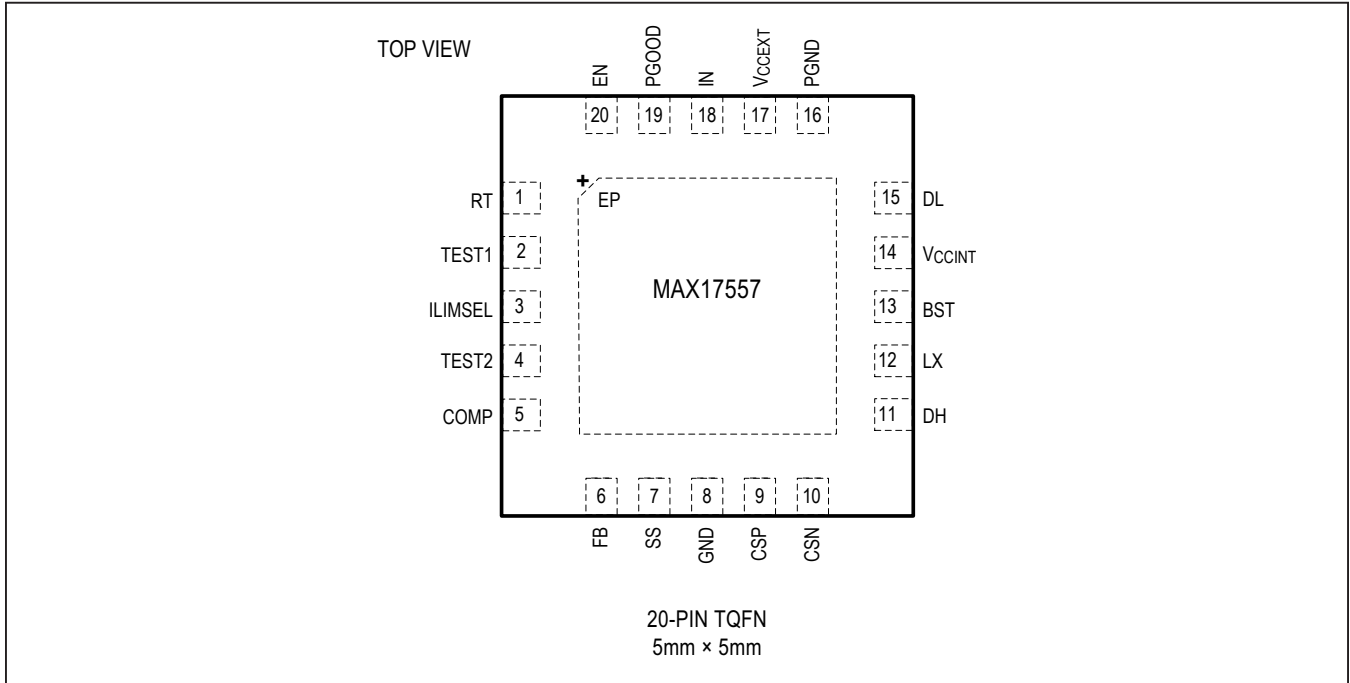 TOP VIEW
EN
PGOOD
IN
VCCEXT
PGND
20
19
18
17
16
+
EP
RT
1
15
DL
TEST1
2
14
VCCINT
MAX17557
ILIMSEL
3
13
BST
TEST2
4
12
LX
COMP
5
11
DH
6
7
8
9
10
FB
SS
GND
CSP
CSN
20-PIN TQFN
5mm × 5mm